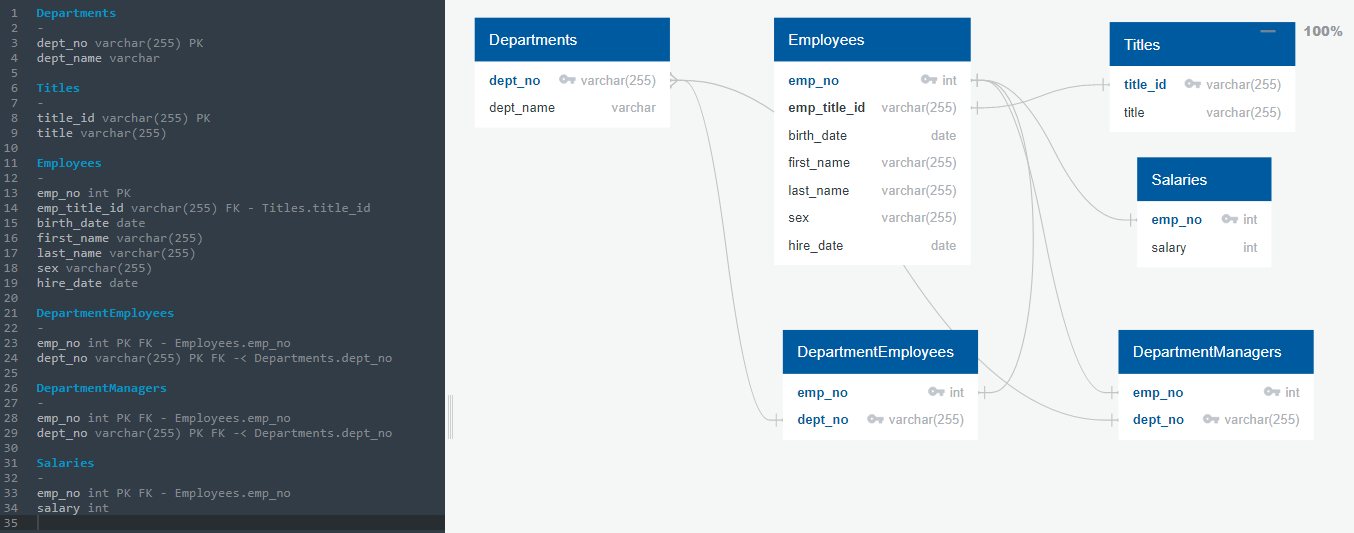 1 Departments
2 -
3 dept_no varchar(255) PK
4 dept_name varchar
5
6 Titles
7 -
8 title_id varchar(255) PK
9 title varchar(255)
10
11 Employees
12 -
13 emp_no int PK
14 emp_title_id varchar(255) FK - Titles.title_id
15 birth_date date
16 first_name varchar(255)
17 last_name varchar(255)
18 sex varchar(255)
19 hire_date date
20
21 DepartmentEmployees
22 -
23 emp_no int PK FK - Employees.emp_no
24 dept_no varchar(255) PK FK -< Departments.dept_no
25
26 DepartmentManagers
27 -
28 emp_no int PK FK - Employees.emp_no
29 dept_no varchar(255) PK FK -< Departments.dept_no
30
31 Salaries
32 -
33 emp_no int PK FK - Employees.emp_no
34 salary int
35
Departments
dept_no varchar(255)
dept_name varchar
Employees
emp_no int
emp_title_id varchar(255)
birth_date date
first_name varchar(255)
last_name varchar(255)
sex varchar(255)
hire_date date
Titles
title_id varchar(255)
title varchar(255)
100%
Salaries
emp_no int
salary int
DepartmentEmployees
emp_no int
dept_no varchar(255)
DepartmentManagers
emp_no int
dept_no varchar(255)